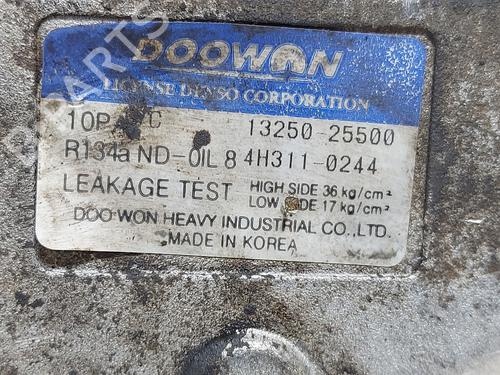 DOOWON
LICENSE DENSO CORPORATION
13250-25500
R134a ND-OIL 8 4H311-0244
LEAKAGE TEST HIGH SIDE 36 kg/cm²
LOW SIDE 17 kg/cm²
DOO WON HEAVY INDUSTRIAL CO.,LTD.
MADE IN KOREA